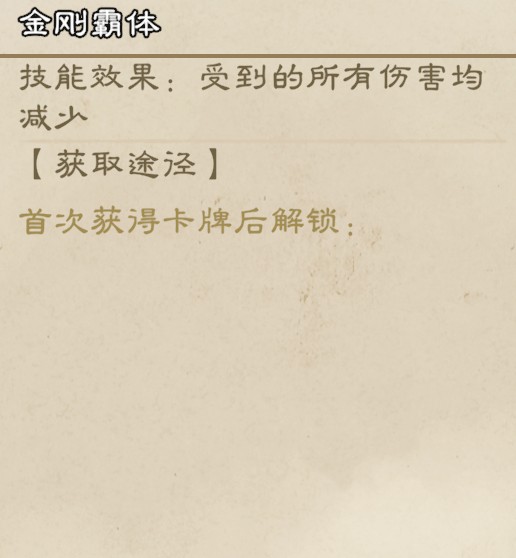 金刚霸体
技能效果：受到的所有伤害均
减少
【获取途径】
首次获得卡牌后解锁：